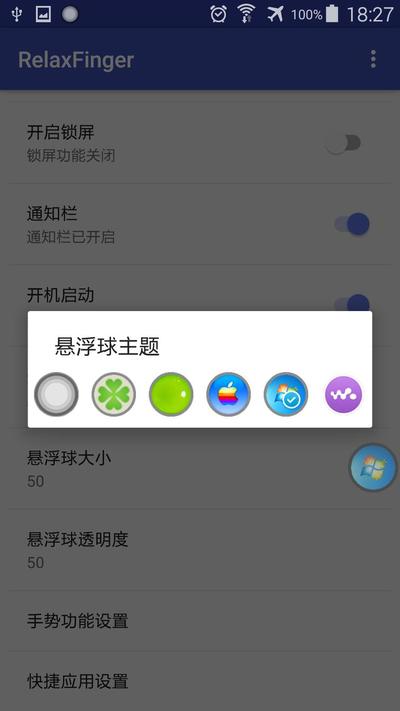 100% 18:27
RelaxFinger
开启锁屏
锁屏功能关闭
通知栏
通知栏已开启
开机启动
悬浮球主题
悬浮球大小
50
悬浮球透明度
50
手势功能设置
快捷应用设置